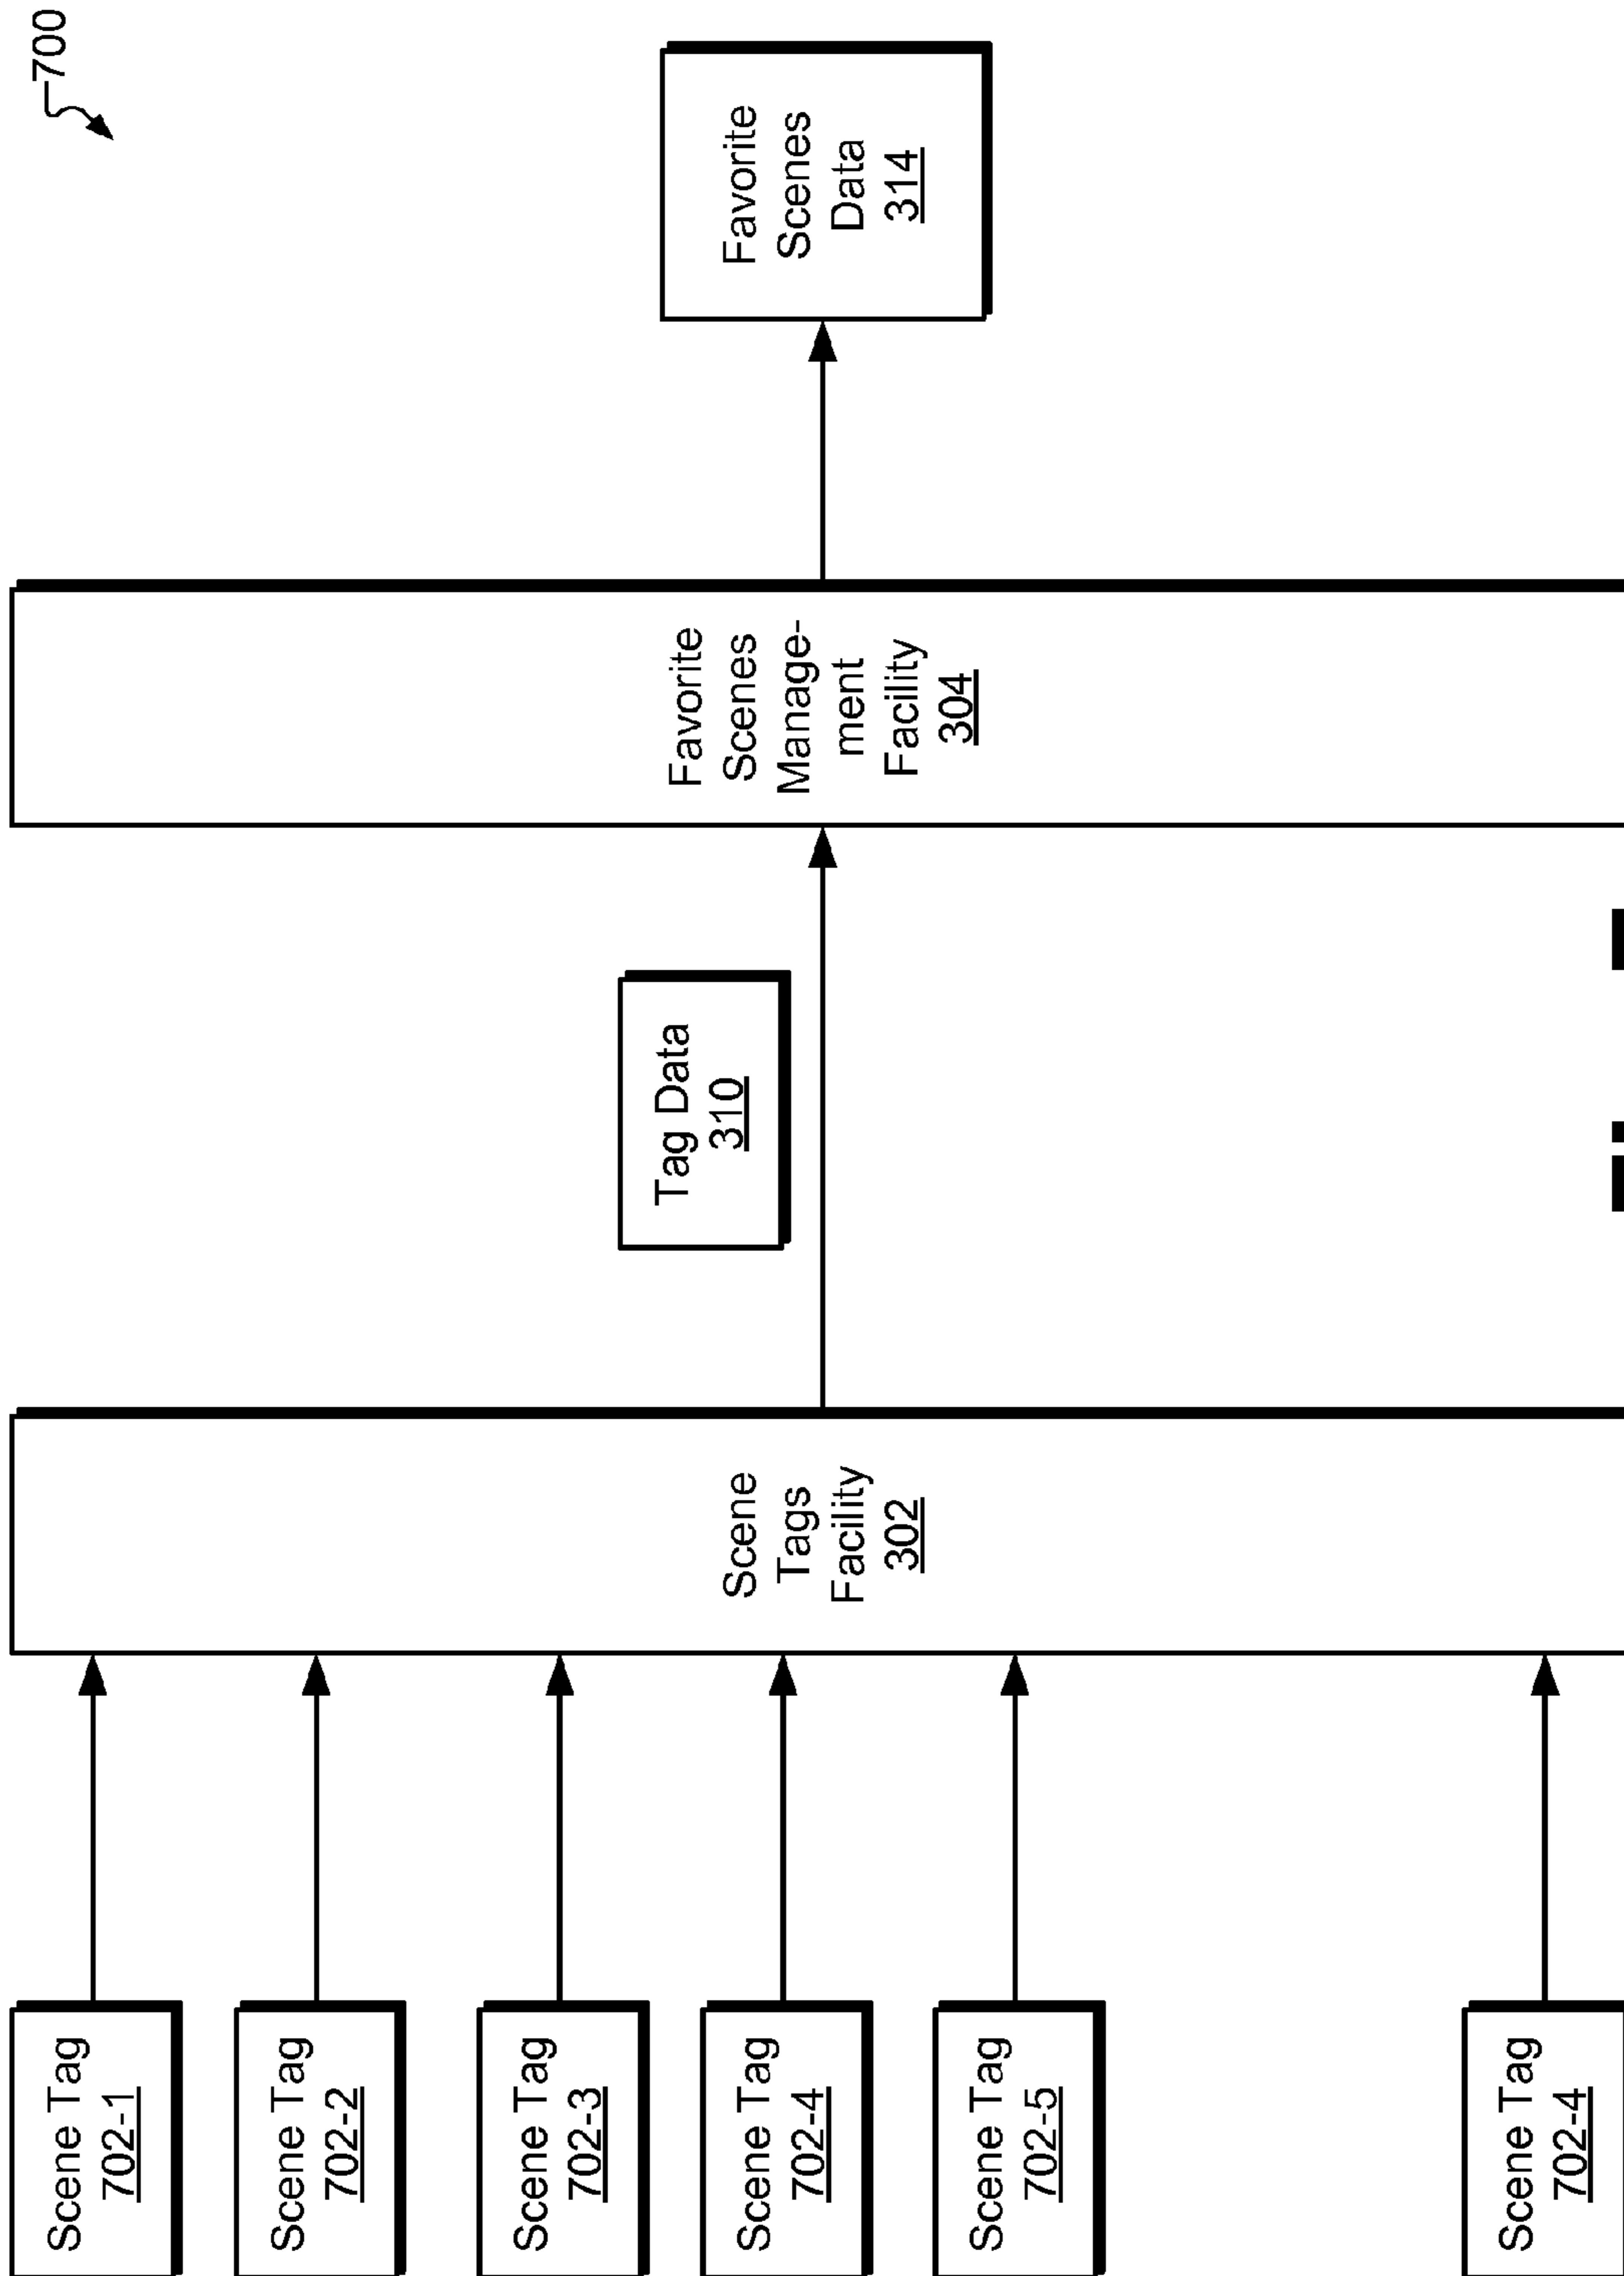 700
Scene Tag
702-1
Scene Tag
702-2
Scene Tag
702-3
Scene Tag
702-4
Scene Tag
702-5
Scene Tag
702-4
Scene
Tags
Facility
302
Tag Data
310
Favorite
Scenes
Manage-
ment
Facility
304
Favorite
Scenes
Data
314